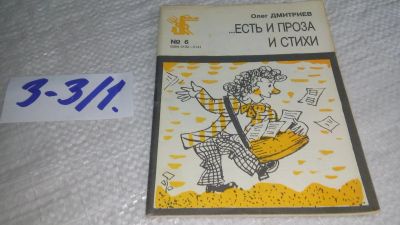 3-3/1.
Олег ДМИТРИЕВ
...ЕСТЬ И ПРОЗА
И СТИХИ
№ 6